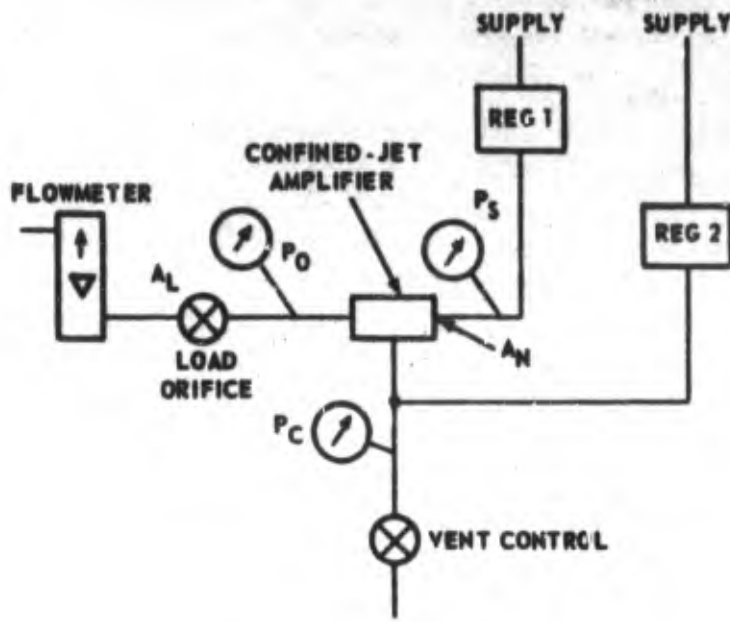 SUPPLY
SUPPLY
REG 1
CONFINED-JET
AMPLIFIER
FLOWMETER
P_S
REG 2
P_O
A_L
LOAD
ORIFICE
A_N
P_C
VENT CONTROL